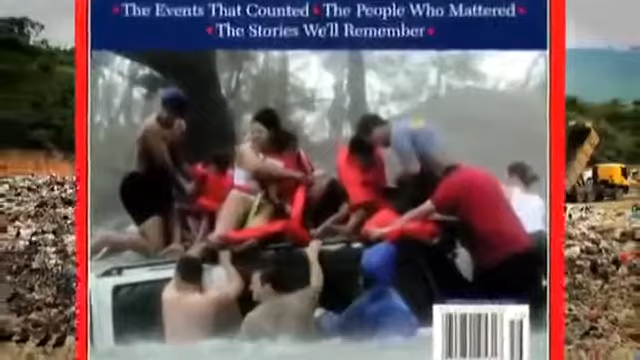 The Events That Counted • The People Who Mattered
The Stories We'll Remember